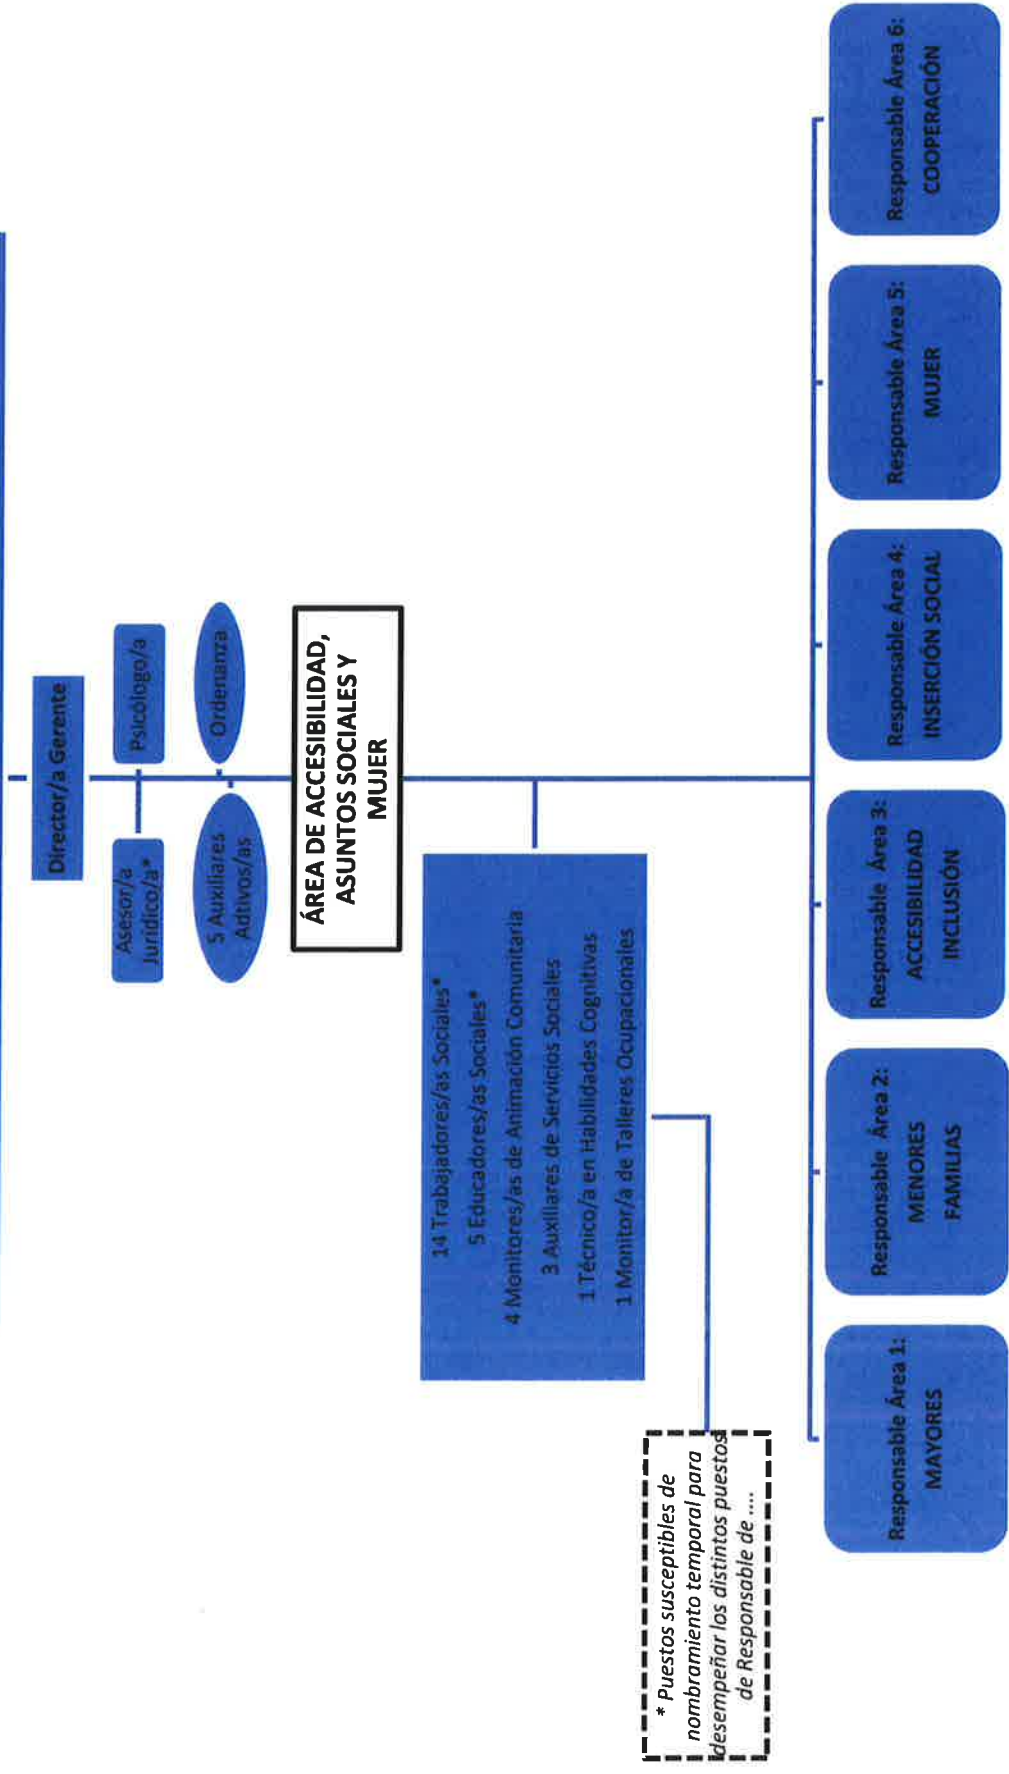 Director/a Gerente
Asesor/a
Jurídico/a*
Psicólogo/a
5 Auxiliares
Adtivos/as
Ordenanza
ÁREA DE ACCESIBILIDAD,
ASUNTOS SOCIALES Y
MUJER
14 Trabajadores/as Sociales*
5 Educadores/as Sociales*
4 Monitores/as de Animación Comunitaria
3 Auxiliares de Servicios Sociales
1 Técnico/a en Habilidades Cognitivas
1 Monitor/a de Talleres Ocupacionales
* Puestos susceptibles de
nombramiento temporal para
desempeñar los distintos puestos
de Responsable de ....
Responsable Área 1:
MAYORES
Responsable Área 2:
MENORES
FAMILIAS
Responsable Área 3:
ACCESIBILIDAD
INCLUSIÓN
Responsable Área 4:
INSERCIÓN SOCIAL
Responsable Área 5:
MUJER
Responsable Área 6:
COOPERACIÓN